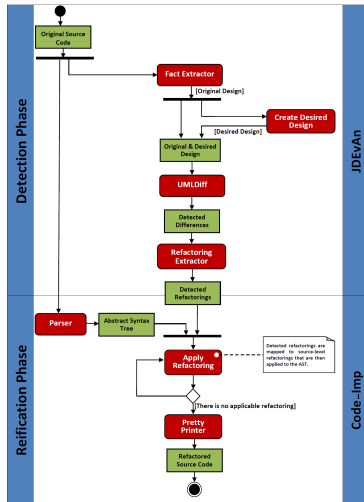 Original Source
Code
Fact Extractor
[Original Design]
Create Desired
Design
[Desired Design]
Original & Desired
Design
UMLDiff
Detected
Differences
Refactoring
Extractor
Detected
Refactorings
Detection Phase
JDEvAn
Parser
Abstract Syntax
Tree
Apply
Refactoring
Detected refactorings are
mapped to source-level
refactorings that are then
applied to the AST.
[There is no applicable refactoring]
Pretty
Printer
Refactored
Source Code
Reification Phase
Code-Imp